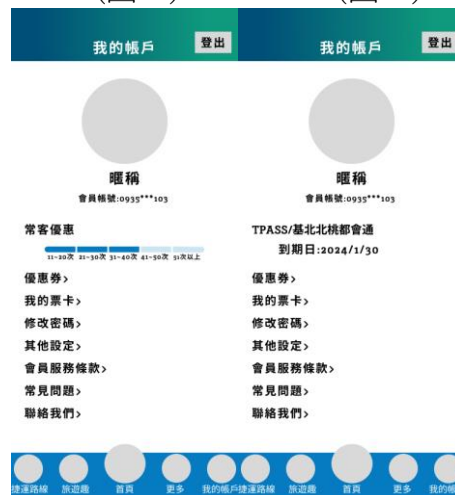 我的帳戶
登出
暱稱
會員帳號:0935***103
常客優惠
11-20次 21-30次 31-40次 41-50次 51次以上
優惠券>
我的票卡>
修改密碼>
其他設定>
會員服務條款>
常見問題>
聯絡我們>
捷運路線 旅遊趣 首頁 更多 我的帳戶
我的帳戶
登出
暱稱
會員帳號:0935***103
TPASS/基北北桃都會通
到期日:2024/1/30
優惠券>
我的票卡>
修改密碼>
其他設定>
會員服務條款>
常見問題>
聯絡我們>
捷運路線 旅遊趣 首頁 更多 我的帳